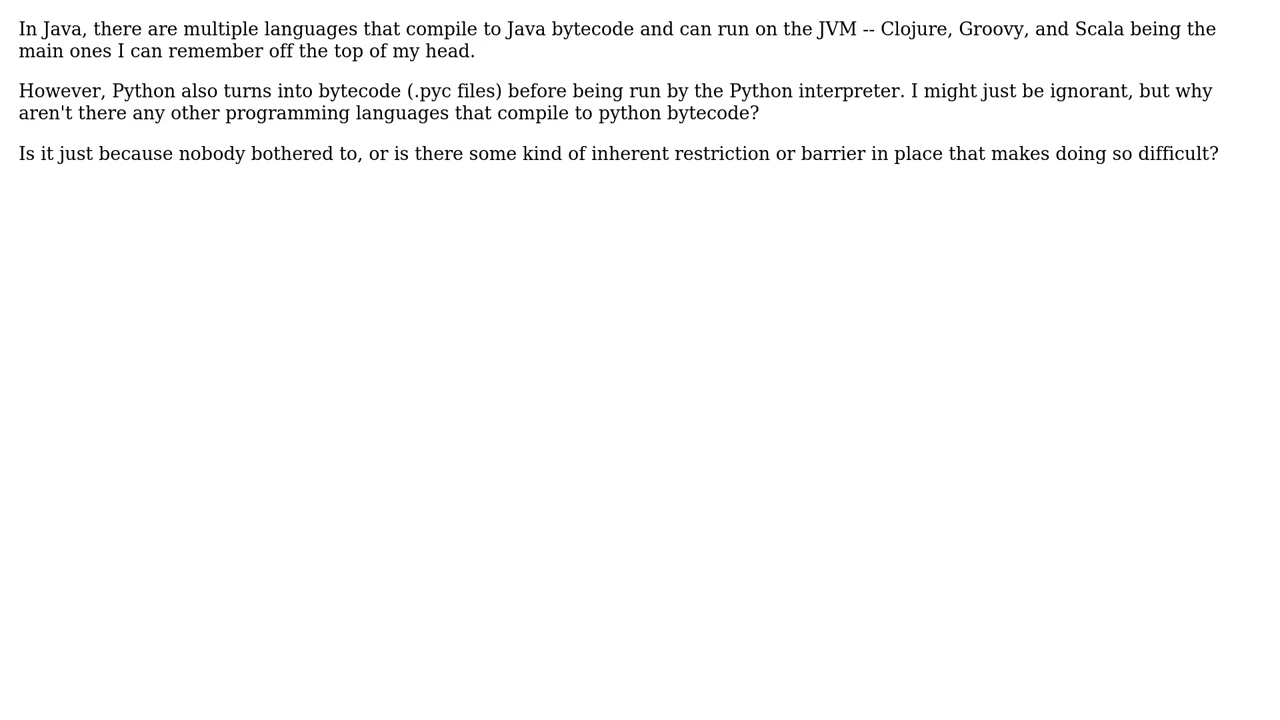 In Java, there are multiple languages that compile to Java bytecode and can run on the JVM -- Clojure, Groovy, and Scala being the
main ones I can remember off the top of my head.
However, Python also turns into bytecode (.pyc files) before being run by the Python interpreter. I might just be ignorant, but why
aren't there any other programming languages that compile to python bytecode?
Is it just because nobody bothered to, or is there some kind of inherent restriction or barrier in place that makes doing so difficult?